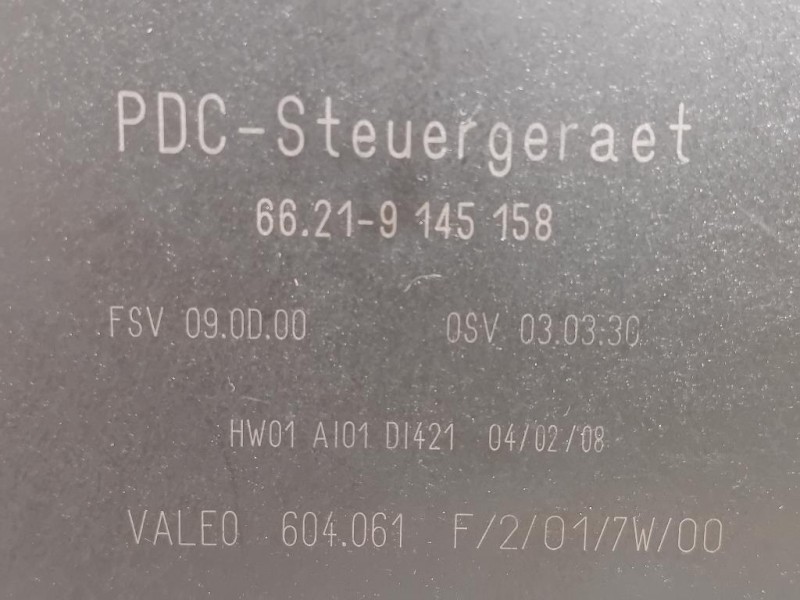 PDC-Steuergeraet
66.21-9 145 158
FSV 09.0D.00 OSV 03.03.30
HW01 AI01 DI421 04/02/08
VALEO 604.061 F/2/01/7W/00